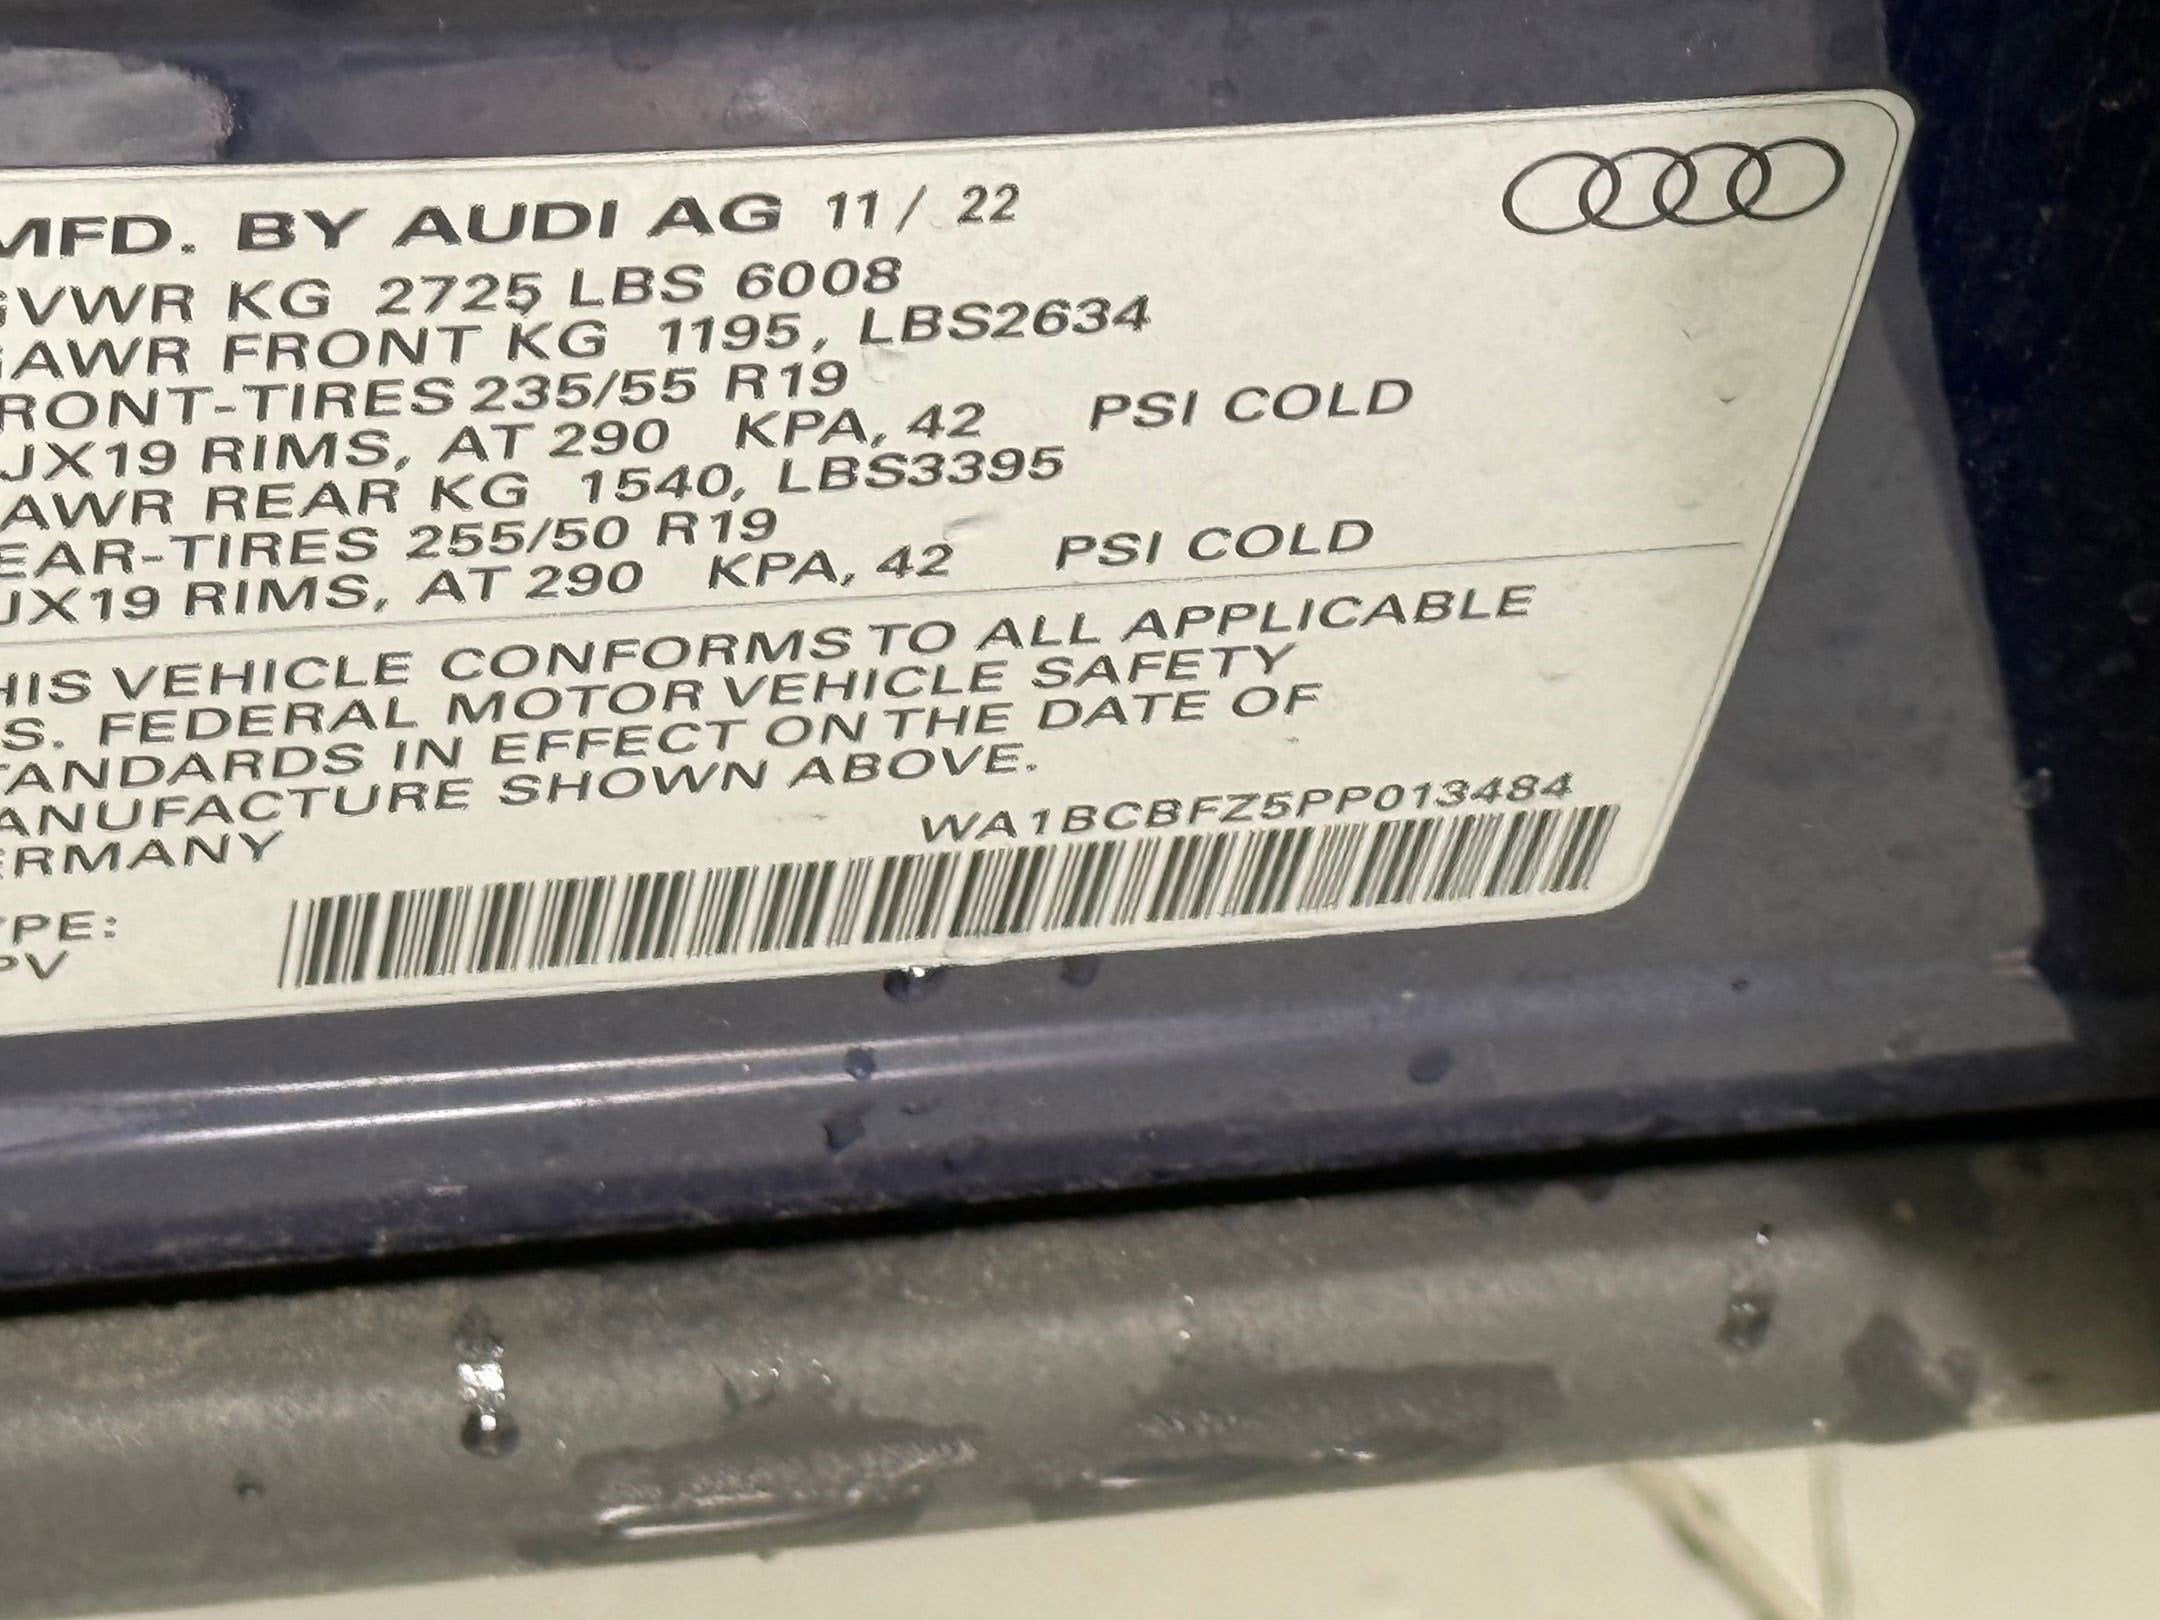 MFD. BY AUDI AG 11 / 22
GVWR KG 2725 LBS 6008
GAWR FRONT KG 1195, LBS2634
RONT-TIRES 235/55 R19
JX19 RIMS, AT 290 KPA, 42 PSI COLD
AWR REAR KG 1540, LBS3395
EAR-TIRES 255/50 R19
JX19 RIMS, AT 290 KPA, 42 PSI COLD
HIS VEHICLE CONFORMS TO ALL APPLICABLE
S. FEDERAL MOTOR VEHICLE SAFETY
TANDARDS IN EFFECT ON THE DATE OF
ANUFACTURE SHOWN ABOVE.
ERMANY
WA1BCBFZ5PP013484
YPE:
PV